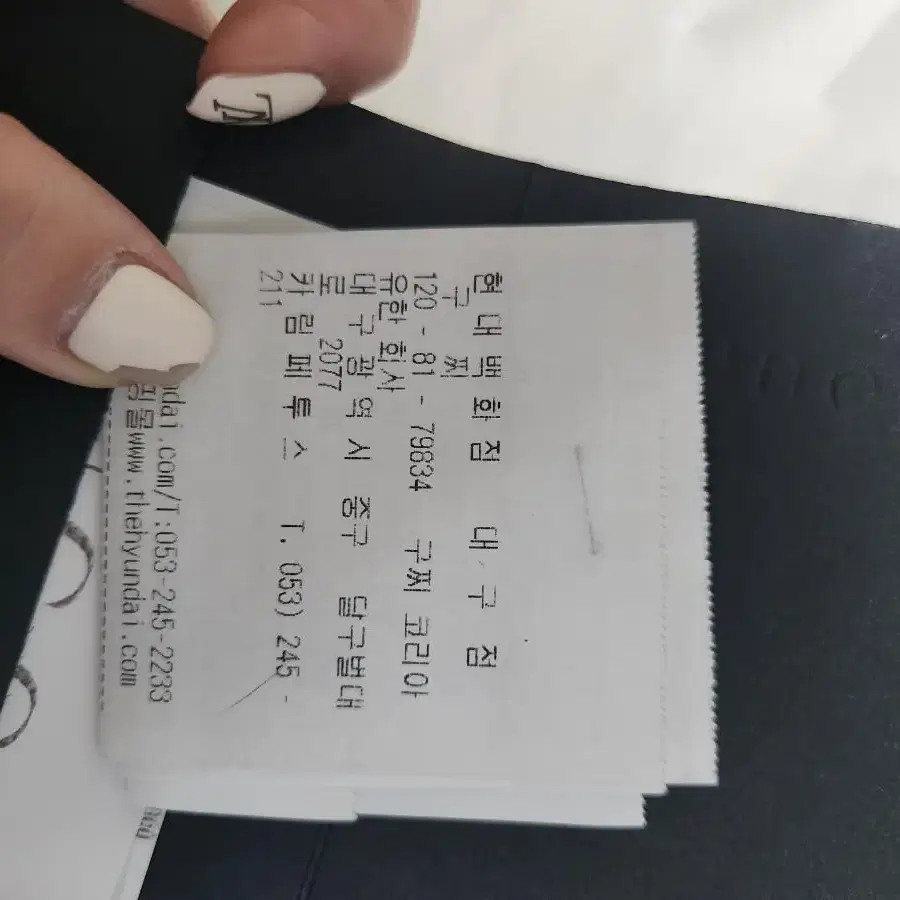 현 대 백 화 점 대 구 점
구 찌
120 - 81 - 79834 구찌 코리아
유한 회사
대 구 광 역 시 중구 달구벌대
로 2077
카 림 페 투 스 T. 053) 245 -
211
ndai.com/T:053-245-2233
몰www.thehyundai.com